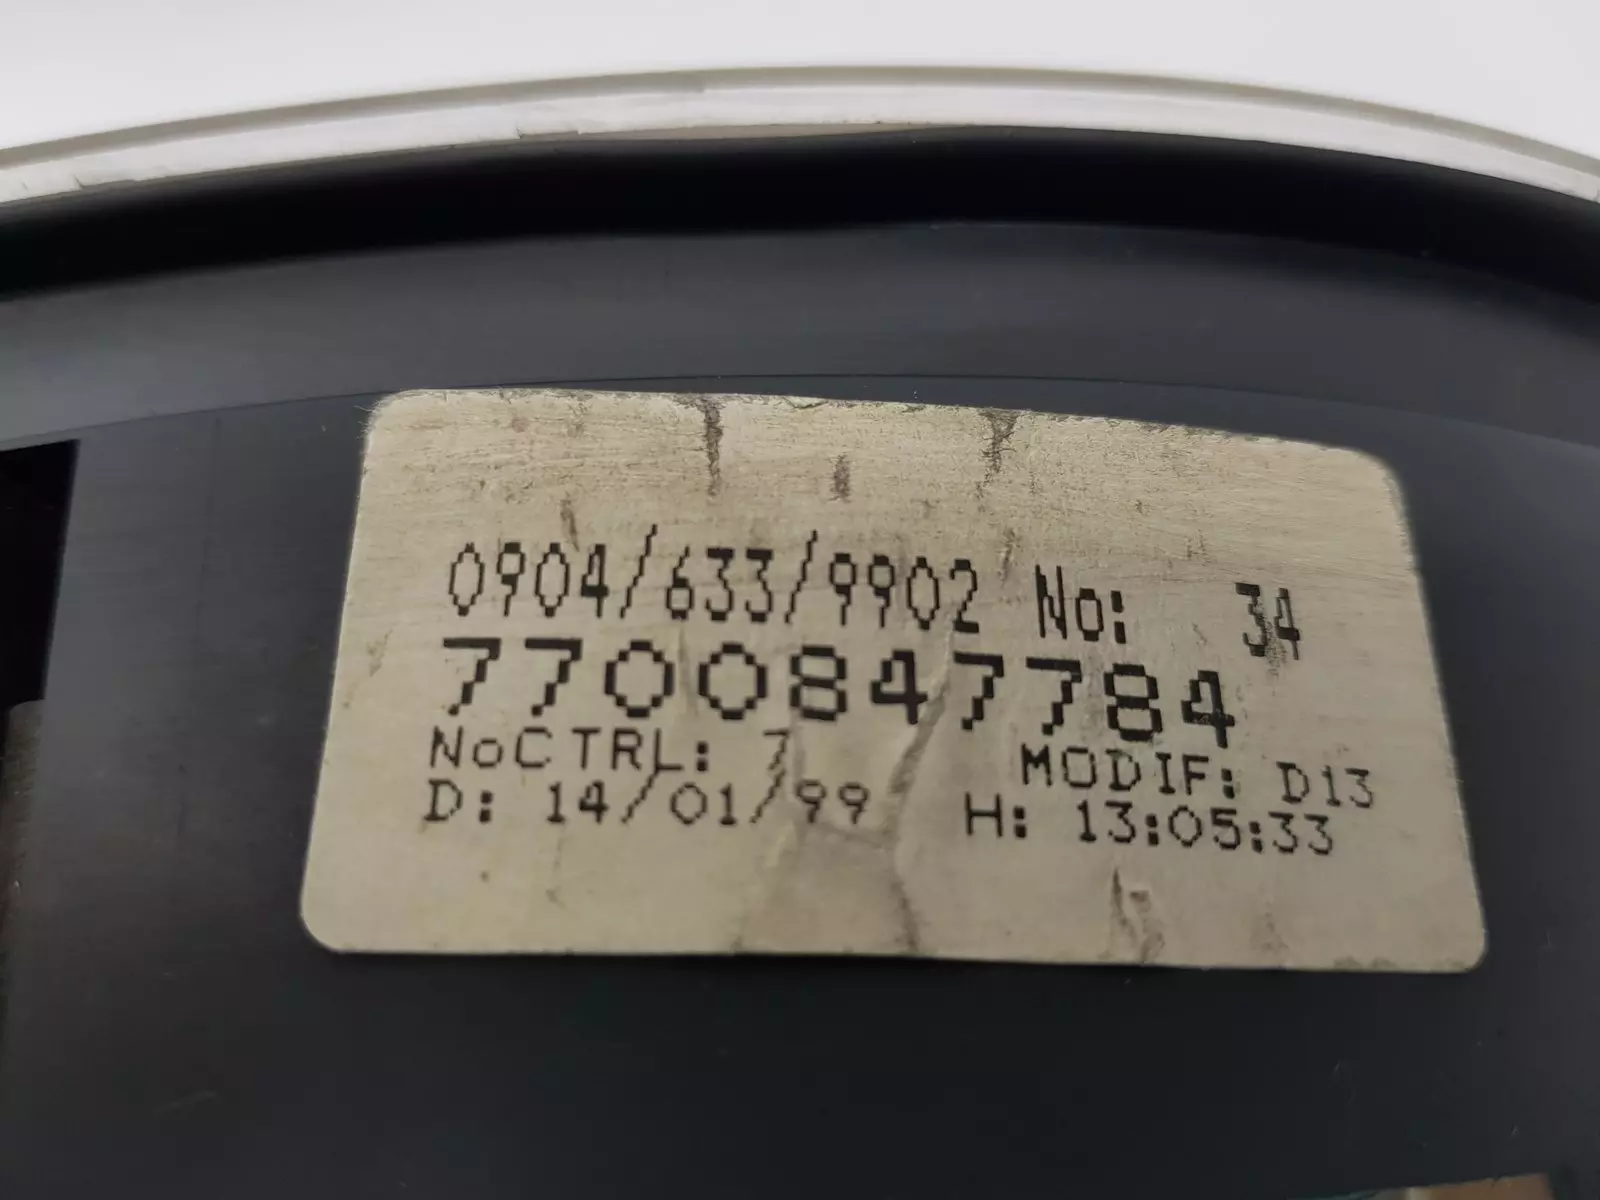 0904/633/9902 No: 34
7700847784
NoCTRL: 7 MODIF: D13
D: 14/01/99 H: 13:05:33